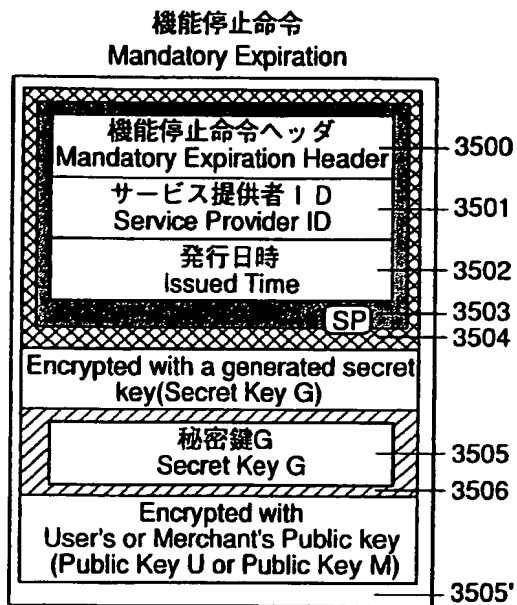 機能停止命令
Mandatory Expiration
機能停止命令ヘッダ
Mandatory Expiration Header
3500
サービス提供者ID
Service Provider ID
3501
発行日時
Issued Time
3502
3503
SP
3504
Encrypted with a generated secret
key(Secret Key G)
秘密鍵G
Secret Key G
3505
3506
Encrypted with
User's or Merchant's Public key
(Public Key U or Public Key M)
3505'